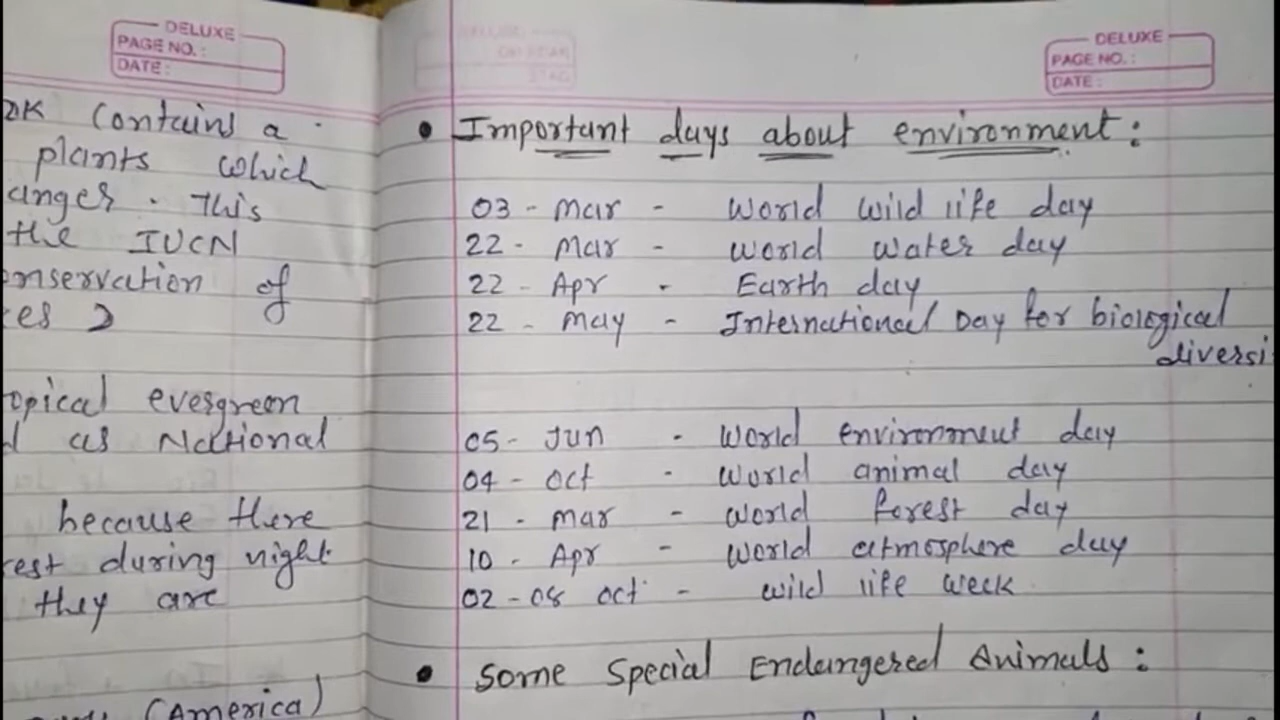 DELUXE
PAGE NO. :
DATE :
contains a
plants which
anger. This
the IUCN
onservation of
es )
opical evergreen
d as National
because there
rest during night
they are
(America)
DELUXE
PAGE NO. :
DATE :
• Important days about environment :
03 - Mar - World wild life day
22 - Mar - World water day
22 - Apr - Earth day
22 - May - International Day for biological
diversi
05 - Jun - World environment day
04 - Oct - World animal day
21 - Mar - World forest day
10 - Apr - World atmosphere day
02 - 08 Oct - wild life week
• Some Special Endangered Animals :